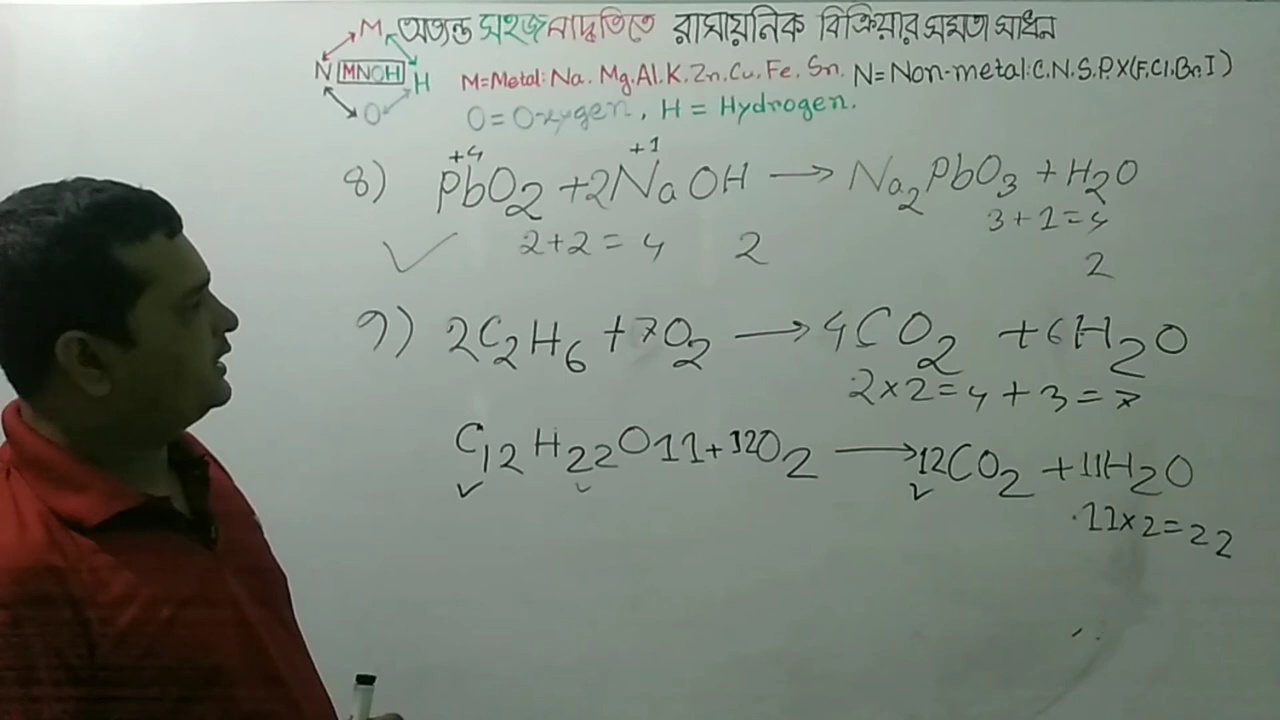 M অত্যন্ত সহজ পদ্ধতিতে রাসায়নিক বিক্রিয়ার সমতা সাধন
N MNOH H M=Metal: Na. Mg. Al. K. Zn. Cu. Fe. Sn. N=Non-metal: C. N. S. P. X(F, Cl. Br. I)
O O=Oxygen, H = Hydrogen.
+4 +1
৪) PbO2 + 2NaOH → Na2PbO3 + H2O
2+2 = 4 2 3+1=4
2
৭) 2C2H6 + 7O2 → 4CO2 + 6H2O
2×2=4+3=7
C12H22O11 + 12O2 → 12CO2 + 11H2O
11×2=22